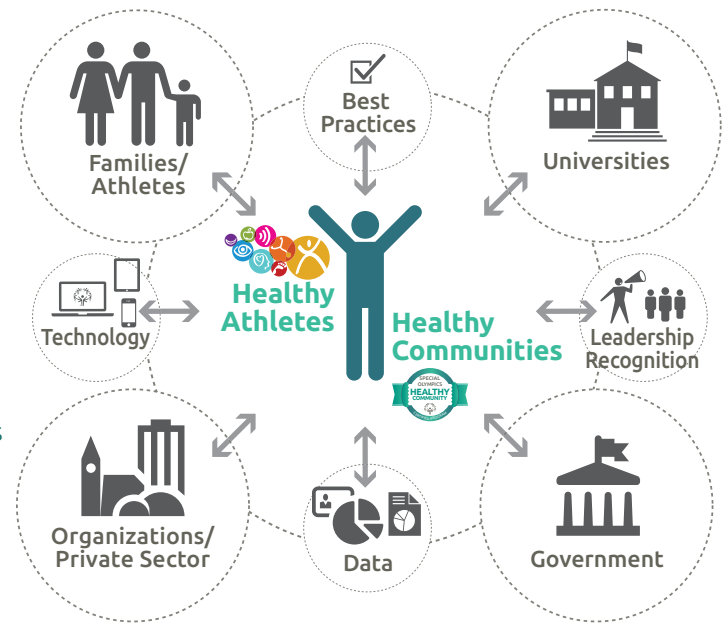 Best
Practices
Families/
Athletes
Universities
Healthy
Athletes
Healthy
Communities
Technology
Leadership
Recognition
SPECIAL
OLYMPICS
HEALTHY
COMMUNITY
s
Organizations/
Private Sector
Data
Government